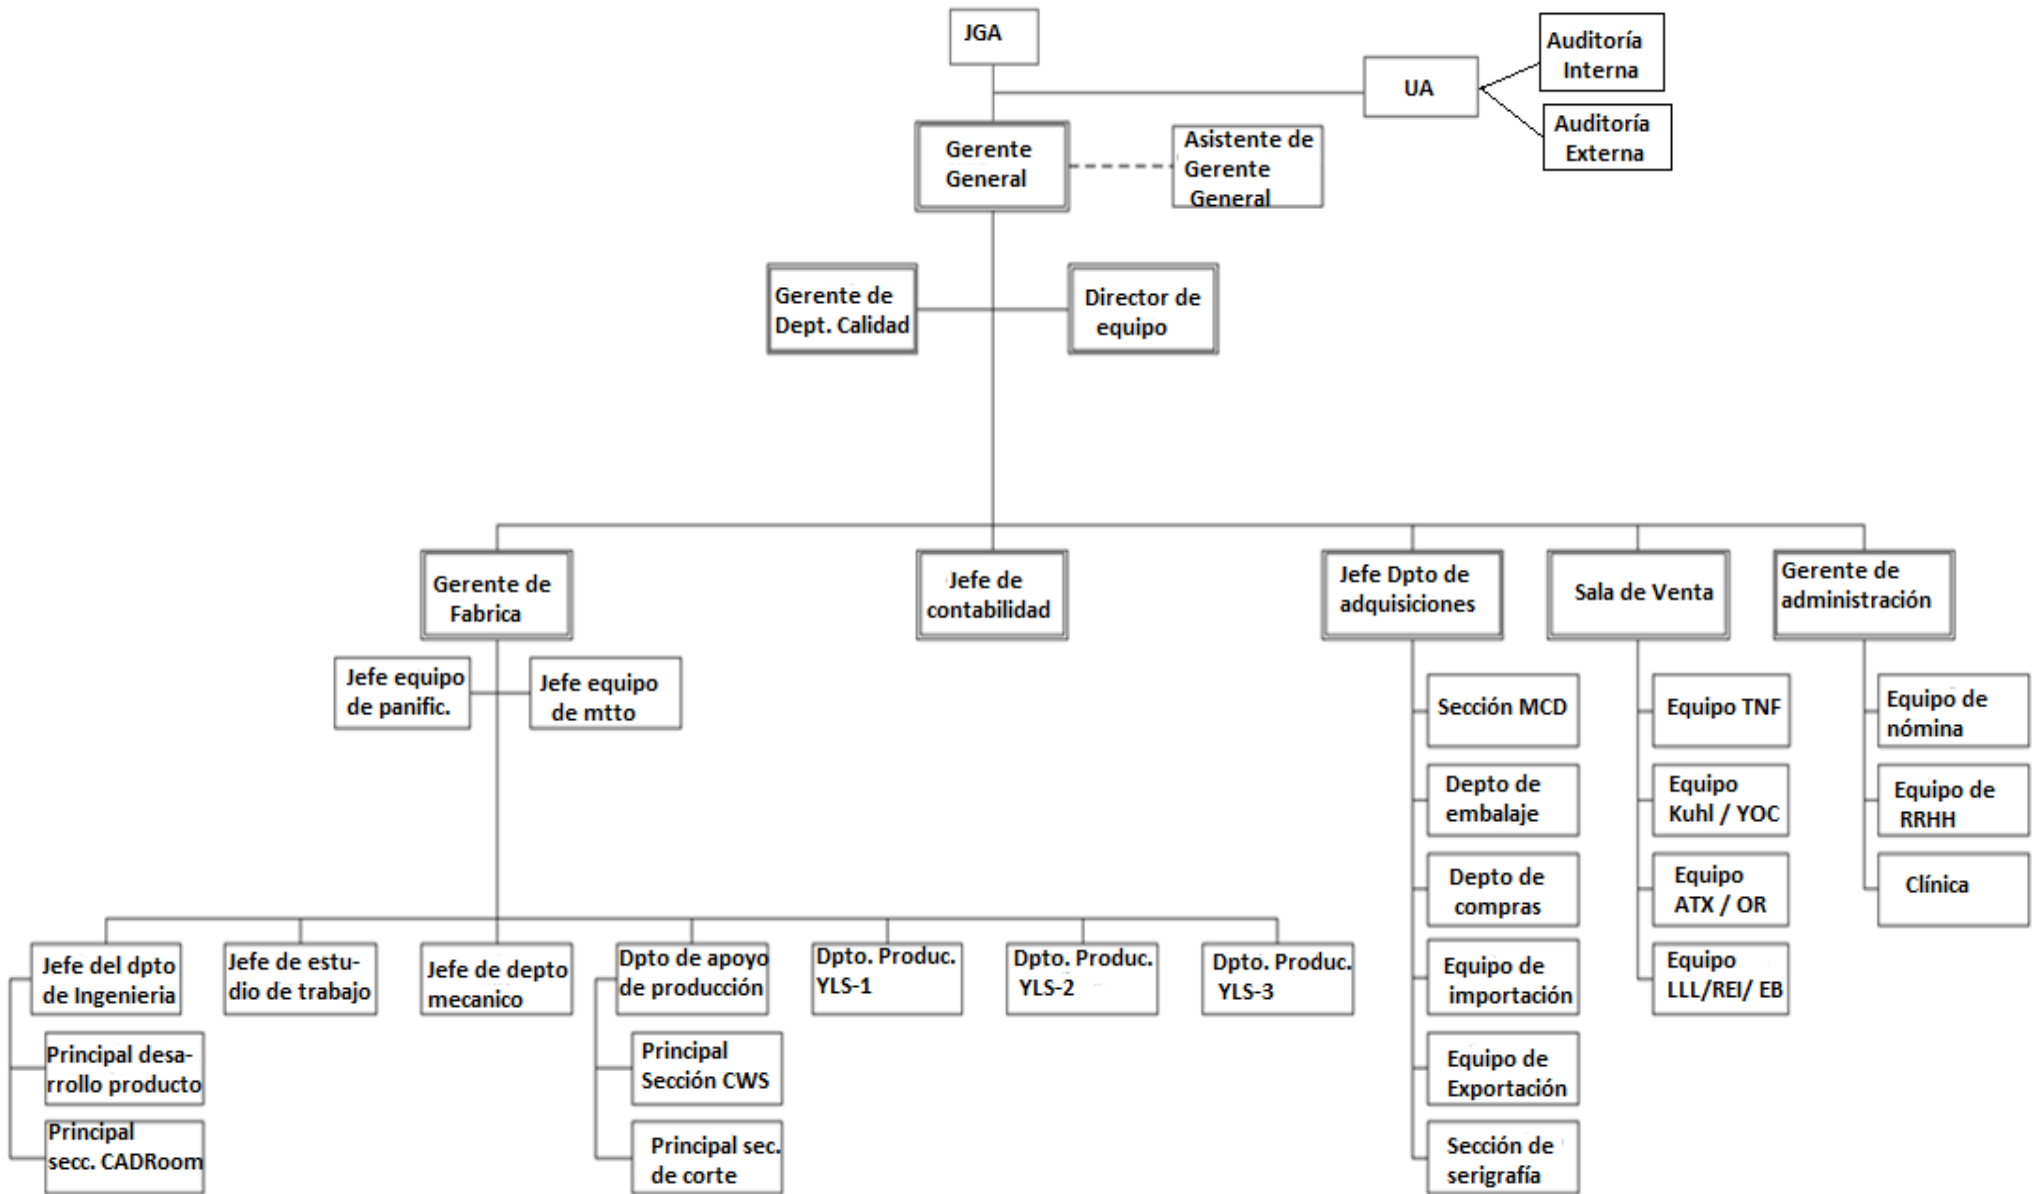 JGA
UA
Auditoría
Interna
Auditoría
Externa
Gerente
General
Asistente de
Gerente
General
Gerente de
Dept. Calidad
Director de
equipo
Gerente de
Fabrica
Jefe de
contabilidad
Jefe Dpto de
adquisiciones
Sala de Venta
Gerente de
administración
Jefe equipo
de panific.
Jefe equipo
de mtto
Sección MCD
Depto de
embalaje
Depto de
compras
Equipo de
importación
Equipo de
Exportación
Sección de
serigrafía
Equipo TNF
Equipo
Kuhl / YOC
Equipo
ATX / OR
Equipo
LLL/REI/ EB
Equipo de
nómina
Equipo de
RRHH
Clínica
Jefe del dpto
de Ingenieria
Principal desa-
rrollo producto
Principal
secc. CADRoom
Jefe de estu-
dio de trabajo
Jefe de depto
mecanico
Dpto de apoyo
de producción
Principal
Sección CWS
Principal sec.
de corte
Dpto. Produc.
YLS-1
Dpto. Produc.
YLS-2
Dpto. Produc.
YLS-3